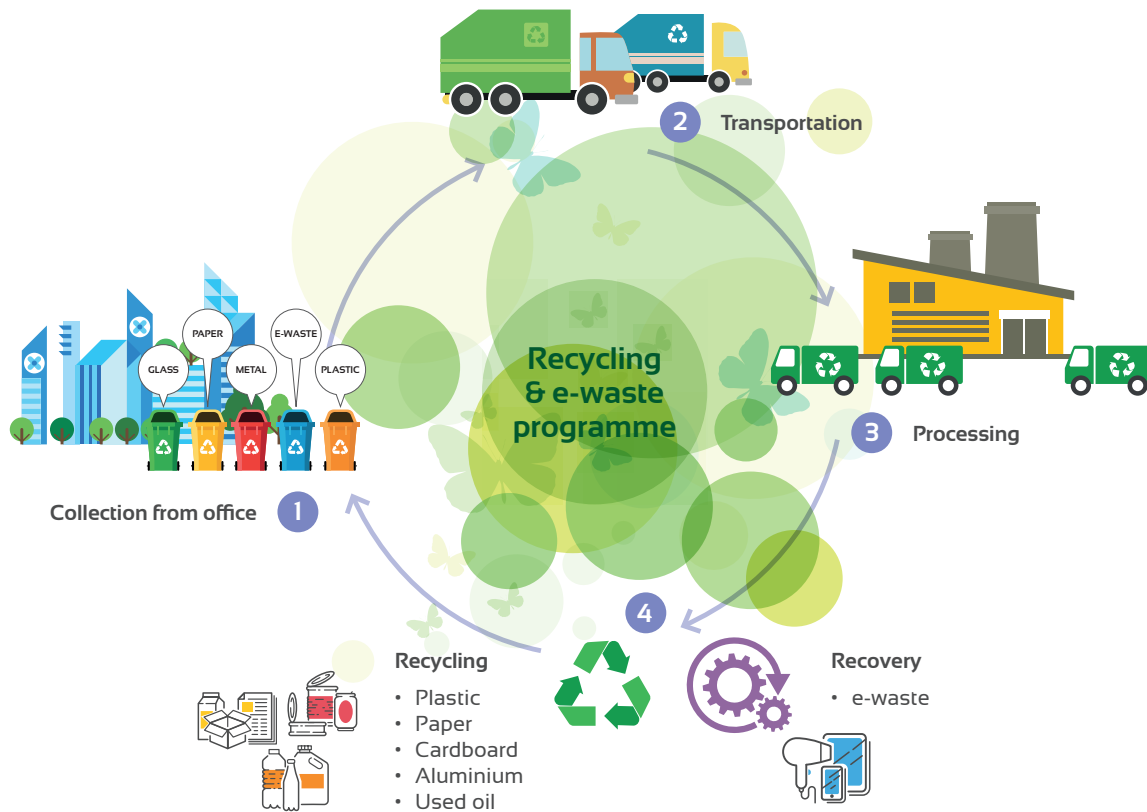 2 Transportation
PAPER
E-WASTE
GLASS
METAL
PLASTIC
Recycling
& e-waste
programme
3 Processing
Collection from office 1
4
Recycling
• Plastic
• Paper
• Cardboard
• Aluminium
• Used oil
Recovery
• e-waste